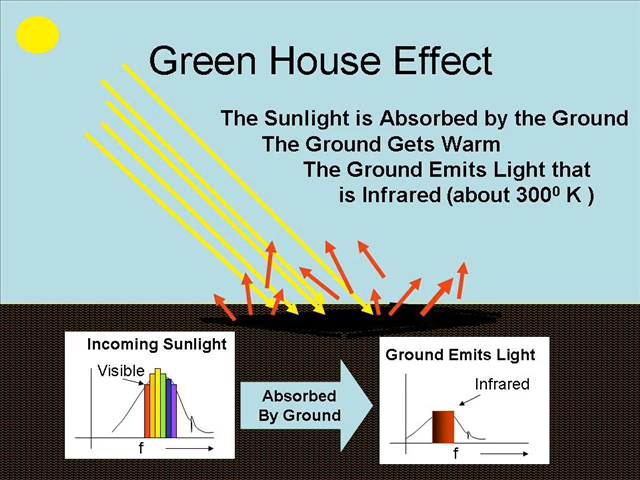 Green House Effect
The Sunlight is Absorbed by the Ground
The Ground Gets Warm
The Ground Emits Light that
is Infrared (about 300⁰ K )
Incoming Sunlight
Visible
f
Absorbed
By Ground
Ground Emits Light
Infrared
f